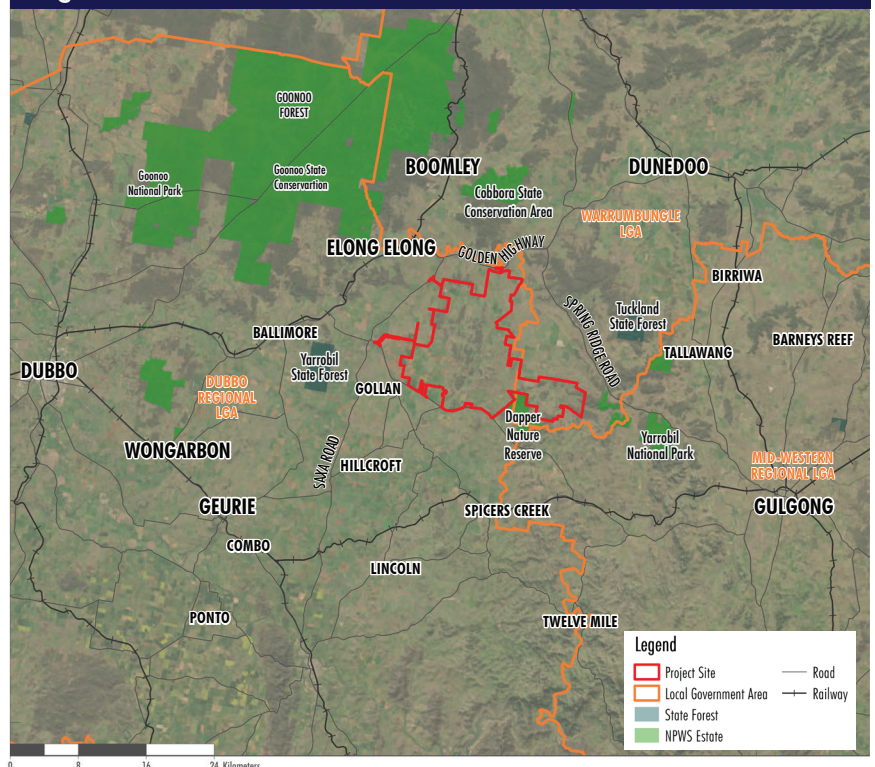 GOONOO
FOREST
Goonoo
National Park
Goonoo State
Conservartion
BOOMLEY
DUNEDOO
Cobbora State
Conservation Area
WARRUMBUNGLE
LGA
ELONG ELONG
GOLDEN HIGHWAY
BIRRIWA
SPRING RIDGE ROAD
Tuckland
State Forest
BALLIMORE
BARNEYS REEF
TALLAWANG
Yarrobil
State Forest
DUBBO
DUBBO
REGIONAL
LGA
GOLLAN
Dapper
Nature
Reserve
Yarrobil
National Park
WONGARBON
SAXA ROAD
HILLCROFT
MID-WESTERN
REGIONAL LGA
GEURIE
SPICERS CREEK
GULGONG
COMBO
LINCOLN
PONTO
TWELVE MILE
Legend
Project Site
Local Government Area
State Forest
NPWS Estate
Road
Railway
0 8 16 24 Kilometers